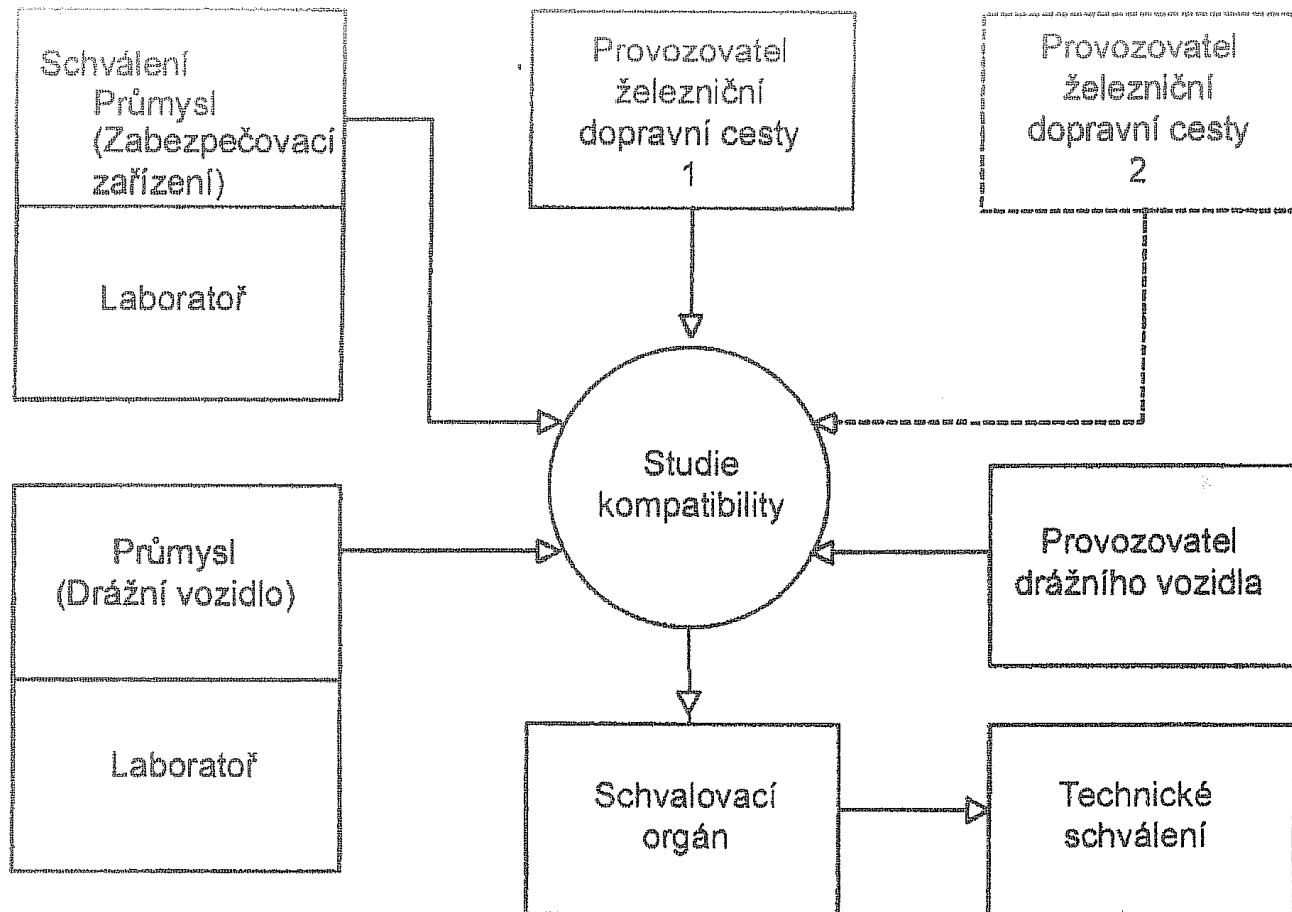 Schválení
Průmysl
(Zabezpečovací
zařízení)
Laboratoř
Provozovatel
železniční
dopravní cesty
1
Provozovatel
železniční
dopravní cesty
2
Studie
kompatibility
Průmysl
(Drážní vozidlo)
Laboratoř
Provozovatel
drážního vozidla
Schvalovací
orgán
Technické
schválení